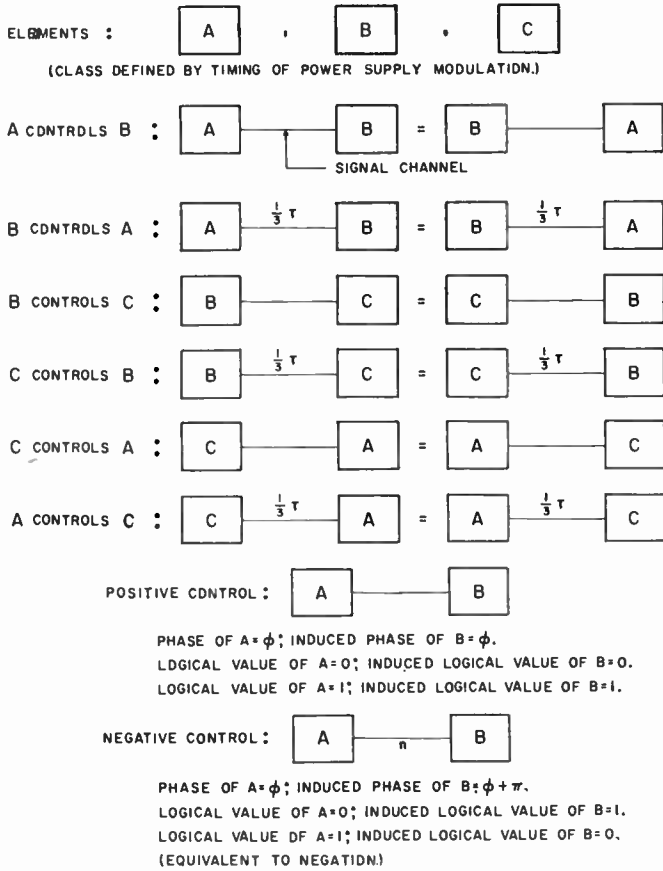 ELEMENTS : A , B , C
(CLASS DEFINED BY TIMING OF POWER SUPPLY MODULATION.)
A CONTROLS B : A B = B A
SIGNAL CHANNEL
B CONTROLS A : A 1/3 τ B = B 1/3 τ A
B CONTROLS C : B C = C B
C CONTROLS B : B 1/3 τ C = C 1/3 τ B
C CONTROLS A : C A = A C
A CONTROLS C : C 1/3 τ A = A 1/3 τ C
POSITIVE CONTROL : A B
PHASE OF A=ϕ; INDUCED PHASE OF B=ϕ.
LOGICAL VALUE OF A=0; INDUCED LOGICAL VALUE OF B=0.
LOGICAL VALUE OF A=1; INDUCED LOGICAL VALUE OF B=1.
NEGATIVE CONTROL : A n B
PHASE OF A=ϕ; INDUCED PHASE OF B=ϕ+π.
LOGICAL VALUE OF A=0; INDUCED LOGICAL VALUE OF B=1.
LOGICAL VALUE OF A=1; INDUCED LOGICAL VALUE OF B=0.
(EQUIVALENT TO NEGATION.)